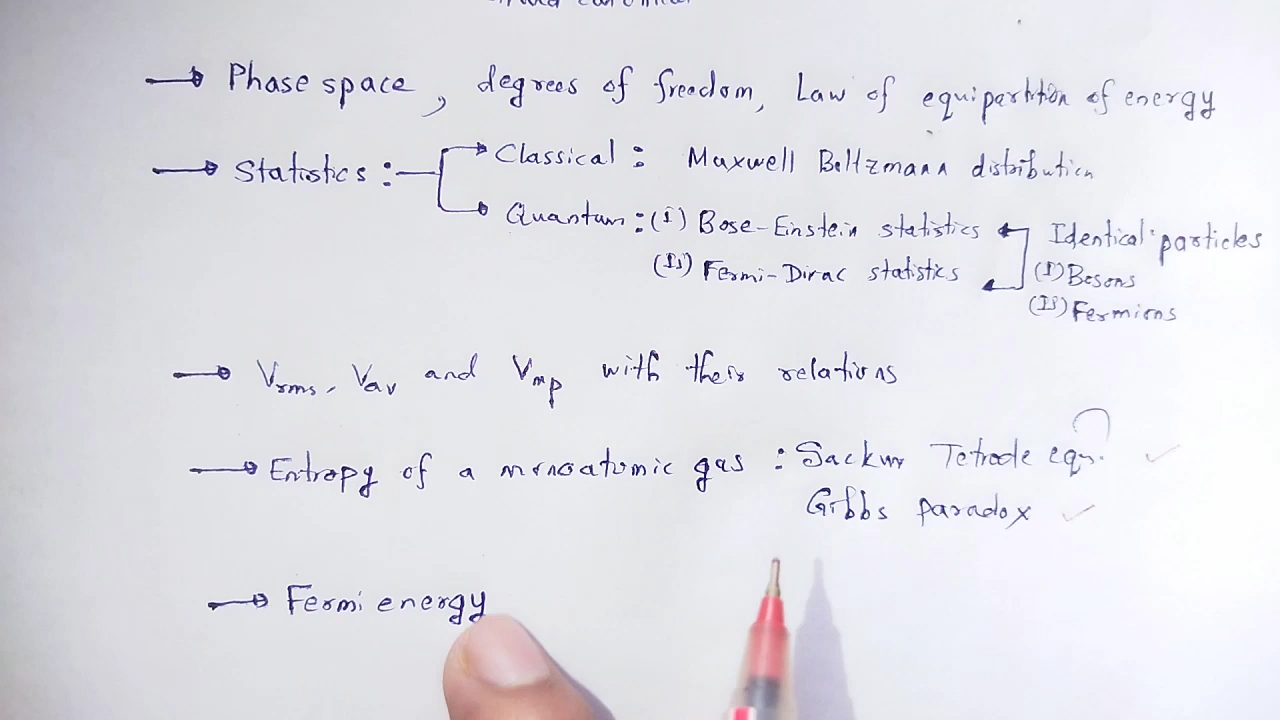 → Phase space, degrees of freedom, Law of equipartition of energy
→ Statistics :- → Classical : Maxwell Boltzmann distribution
→ Quantum : (I) Bose-Einstein statistics ← Identical particles
(II) Fermi-Dirac statistics ← (I) Bosons
(II) Fermions
→ Vrms, Vav and Vmp with their relations
→ Entropy of a monoatomic gas : Sackur Tetrode eqn. ✓
Gibbs paradox ✓
→ Fermi energy